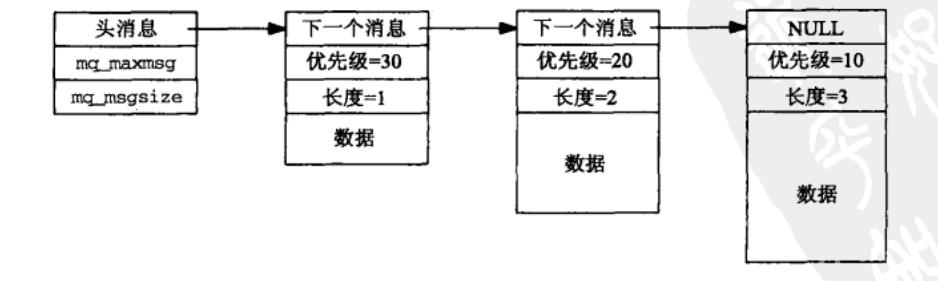 头消息
mq_maxmsg
mq_msgsize
下一个消息
优先级=30
长度=1
数据
下一个消息
优先级=20
长度=2
数据
NULL
优先级=10
长度=3
数据